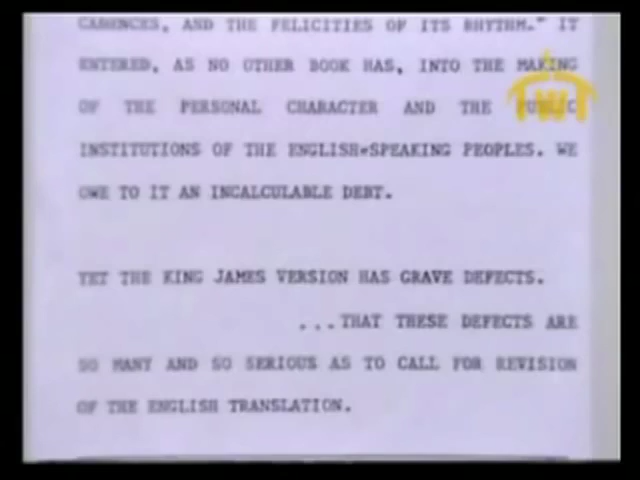 CADENCES, AND THE FELICITIES OF ITS RHYTHM." IT
ENTERED, AS NO OTHER BOOK HAS, INTO THE MAKING
OF THE PERSONAL CHARACTER AND THE PUBLIC
INSTITUTIONS OF THE ENGLISH-SPEAKING PEOPLES. WE
OWE TO IT AN INCALCULABLE DEBT.
YET THE KING JAMES VERSION HAS GRAVE DEFECTS.
...THAT THESE DEFECTS ARE
SO MANY AND SO SERIOUS AS TO CALL FOR REVISION
OF THE ENGLISH TRANSLATION.